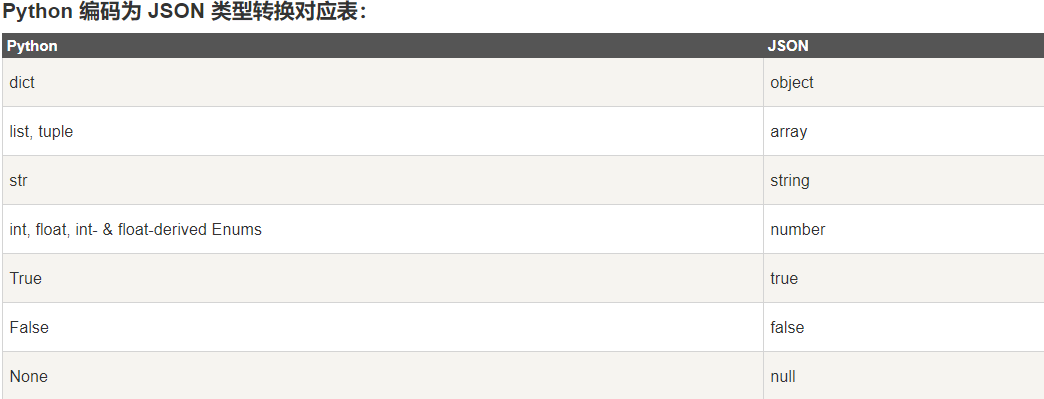 Python 编码为 JSON 类型转换对应表：
Python JSON
dict object
list, tuple array
str string
int, float, int- & float-derived Enums number
True true
False false
None null